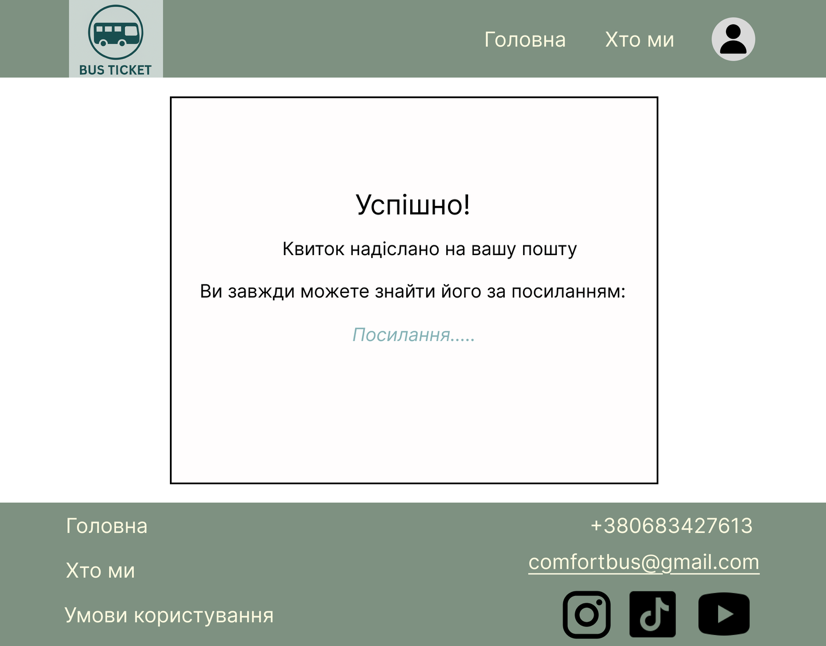 BUS TICKET
Головна
Хто ми
Успішно!
Квиток надіслано на вашу пошту
Ви завжди можете знайти його за посиланням:
Посилання.....
Головна
Хто ми
Умови користування
+380683427613
comfortbus@gmail.com